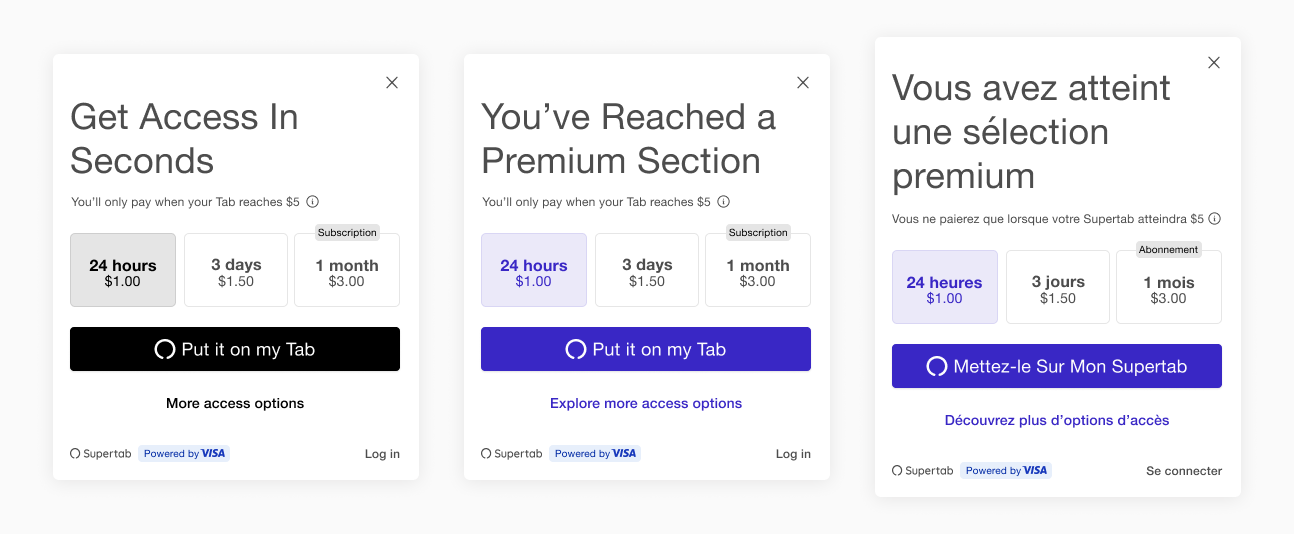 Get Access In
Seconds
You'll only pay when your Tab reaches $5
Subscription
24 hours
$1.00
3 days
$1.50
1 month
$3.00
Put it on my Tab
More access options
Supertab
Powered by VISA
Log in
You’ve Reached a
Premium Section
You'll only pay when your Tab reaches $5
Subscription
24 hours
$1.00
3 days
$1.50
1 month
$3.00
Put it on my Tab
Explore more access options
Supertab
Powered by VISA
Log in
Vous avez atteint
une sélection
premium
Vous ne paierez que lorsque votre Supertab atteindra $5
Abonnement
24 heures
$1.00
3 jours
$1.50
1 mois
$3.00
Mettez-le Sur Mon Supertab
Découvrez plus d’options d’accès
Supertab
Powered by VISA
Se connecter